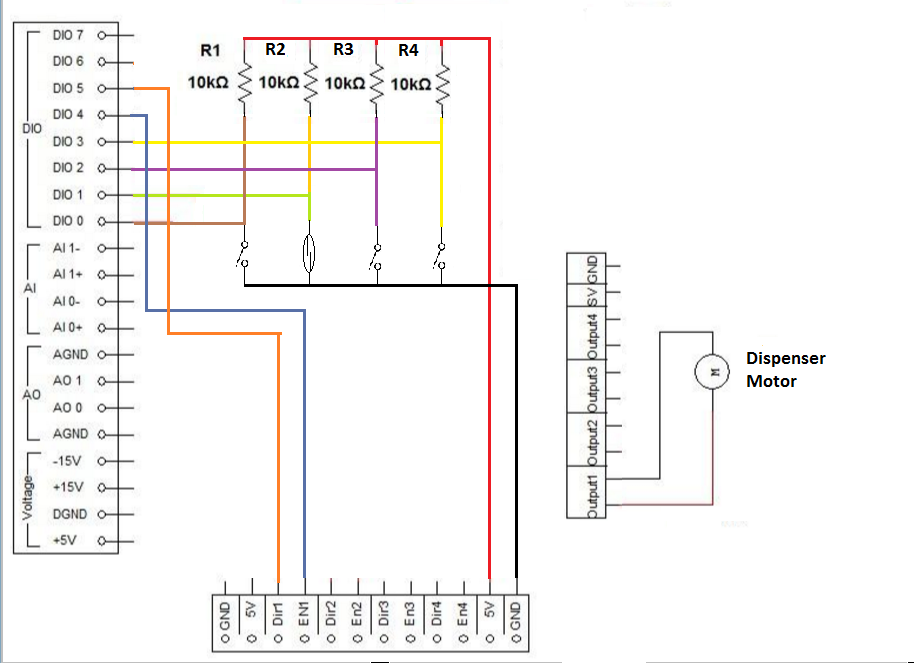 DIO 7
R1
R2
R3
R4
DIO 6
10kΩ
10kΩ
10kΩ
10kΩ
DIO 5
DIO 4
DIO
DIO 3
DIO 2
DIO 1
DIO 0
AI 1-
AI 1+
AI
AI 0-
AI 0+
AGND
AO 1
AO
AO 0
AGND
-15V
+15V
Voltage
DGND
+5V
GND
5V
Output4
Output3
Output2
Output1
M
Dispenser
Motor
GND
5V
Dir1
EN1
Dir2
En2
Dir3
En3
Dir4
En4
5V
GND